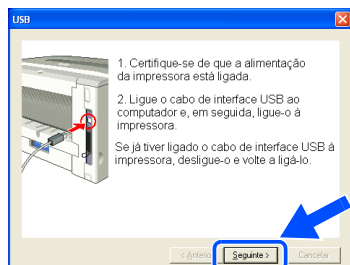 USB
1. Certifique-se de que a alimentação
da impressora está ligada.
2. Ligue o cabo de interface USB ao
computador e, em seguida, ligue-o à
impressora.
Se já tiver ligado o cabo de interface USB à
impressora, desligue-o e volte a ligá-lo.
Seguinte > Cancelar